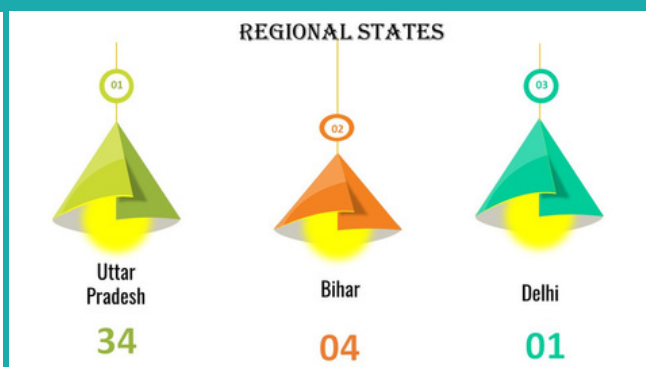 REGIONAL STATES
01
02
03
Uttar
Pradesh
Bihar
Delhi
34
04
01